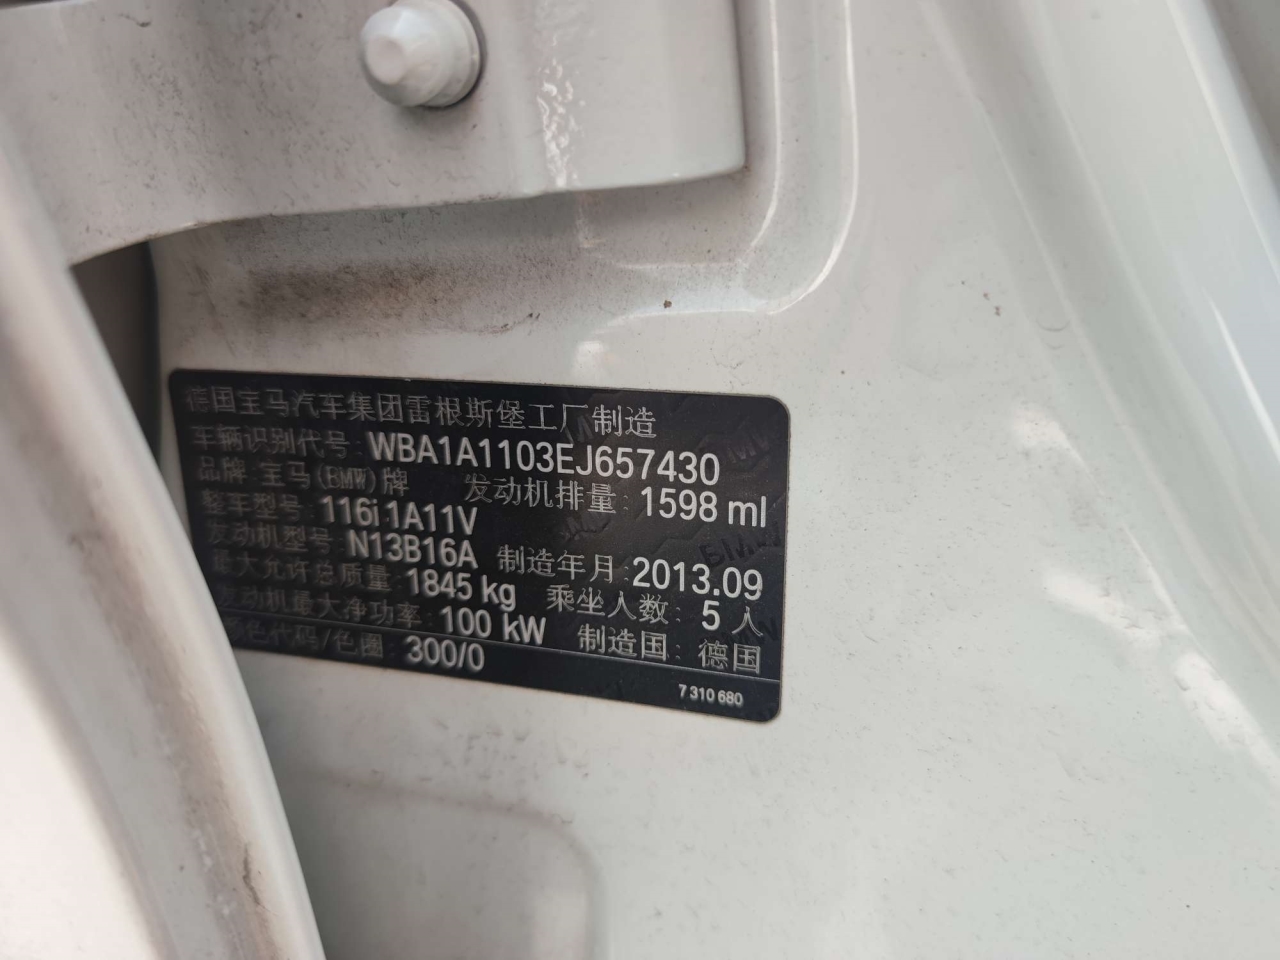 德国宝马汽车集团雷根斯堡工厂制造
车辆识别代号: WBA1A1103EJ657430
品牌: 宝马(BMW)牌 发动机排量: 1598 ml
整车型号: 116i 1A11V
发动机型号: N13B16A 制造年月: 2013.09
最大允许总质量: 1845 kg 乘坐人数: 5 人
发动机最大净功率: 100 kW 制造国: 德国
颜色代码/色圈: 300/0
7 310 680